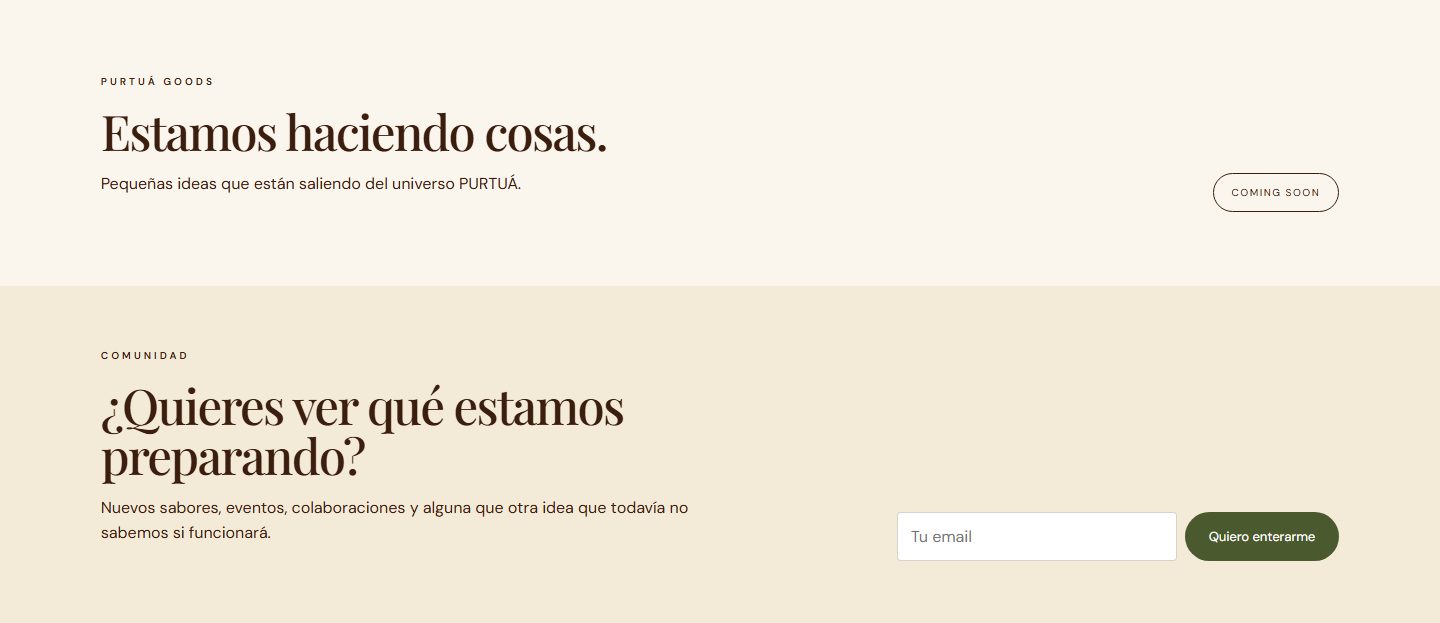 PURTUÁ GOODS
Estamos haciendo cosas.
Pequeñas ideas que están saliendo del universo PURTUÁ.
COMING SOON
COMUNIDAD
¿Quieres ver qué estamos
preparando?
Nuevos sabores, eventos, colaboraciones y alguna que otra idea que todavía no
sabemos si funcionará.
Tu email
Quiero enterarme